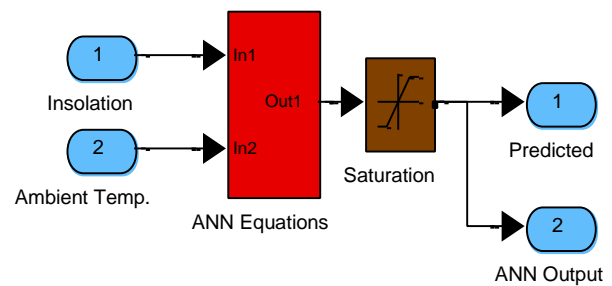 1
Insolation
2
Ambient Temp.
In1
In2
Out1
ANN Equations
Saturation
1
Predicted
2
ANN Output